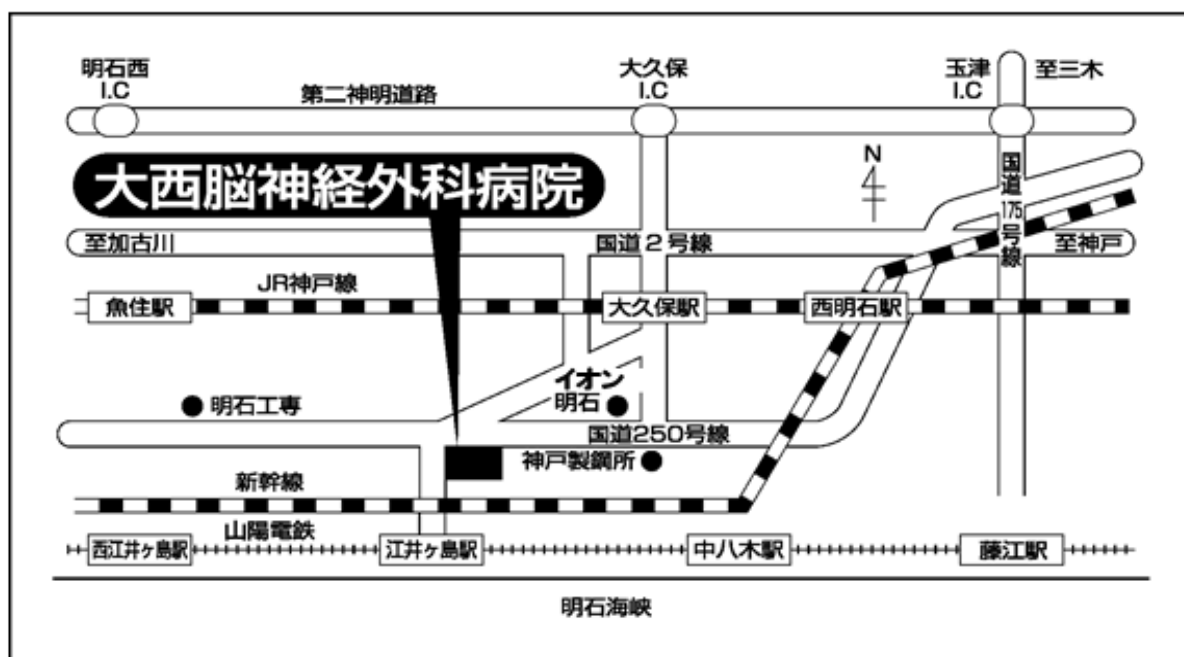 明石西
I.C
大久保
I.C
玉津
I.C
至三木
第二神明道路
大西脳神経外科病院
N
国道175号線
至加古川
国道2号線
至神戸
JR神戸線
魚住駅
大久保駅
西明石駅
イオン
明石
明石工専
国道250号線
神戸製鋼所
新幹線
山陽電鉄
西江井ヶ島駅
江井ヶ島駅
中八木駅
藤江駅
明石海峡